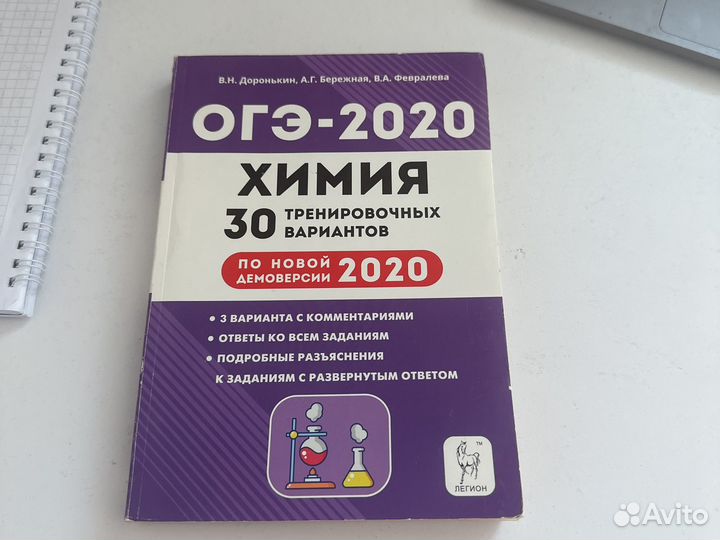 В.Н. Доронькин, А.Г. Бережная, В.А. Февралева
ОГЭ-2020
ХИМИЯ
30 ТРЕНИРОВОЧНЫХ
ВАРИАНТОВ
ПО НОВОЙ
ДЕМОВЕРСИИ 2020
• 3 ВАРИАНТА С КОММЕНТАРИЯМИ
• ОТВЕТЫ КО ВСЕМ ЗАДАНИЯМ
• ПОДРОБНЫЕ РАЗЪЯСНЕНИЯ
К ЗАДАНИЯМ С РАЗВЕРНУТЫМ ОТВЕТОМ
TM
ЛЕГИОН
Avito